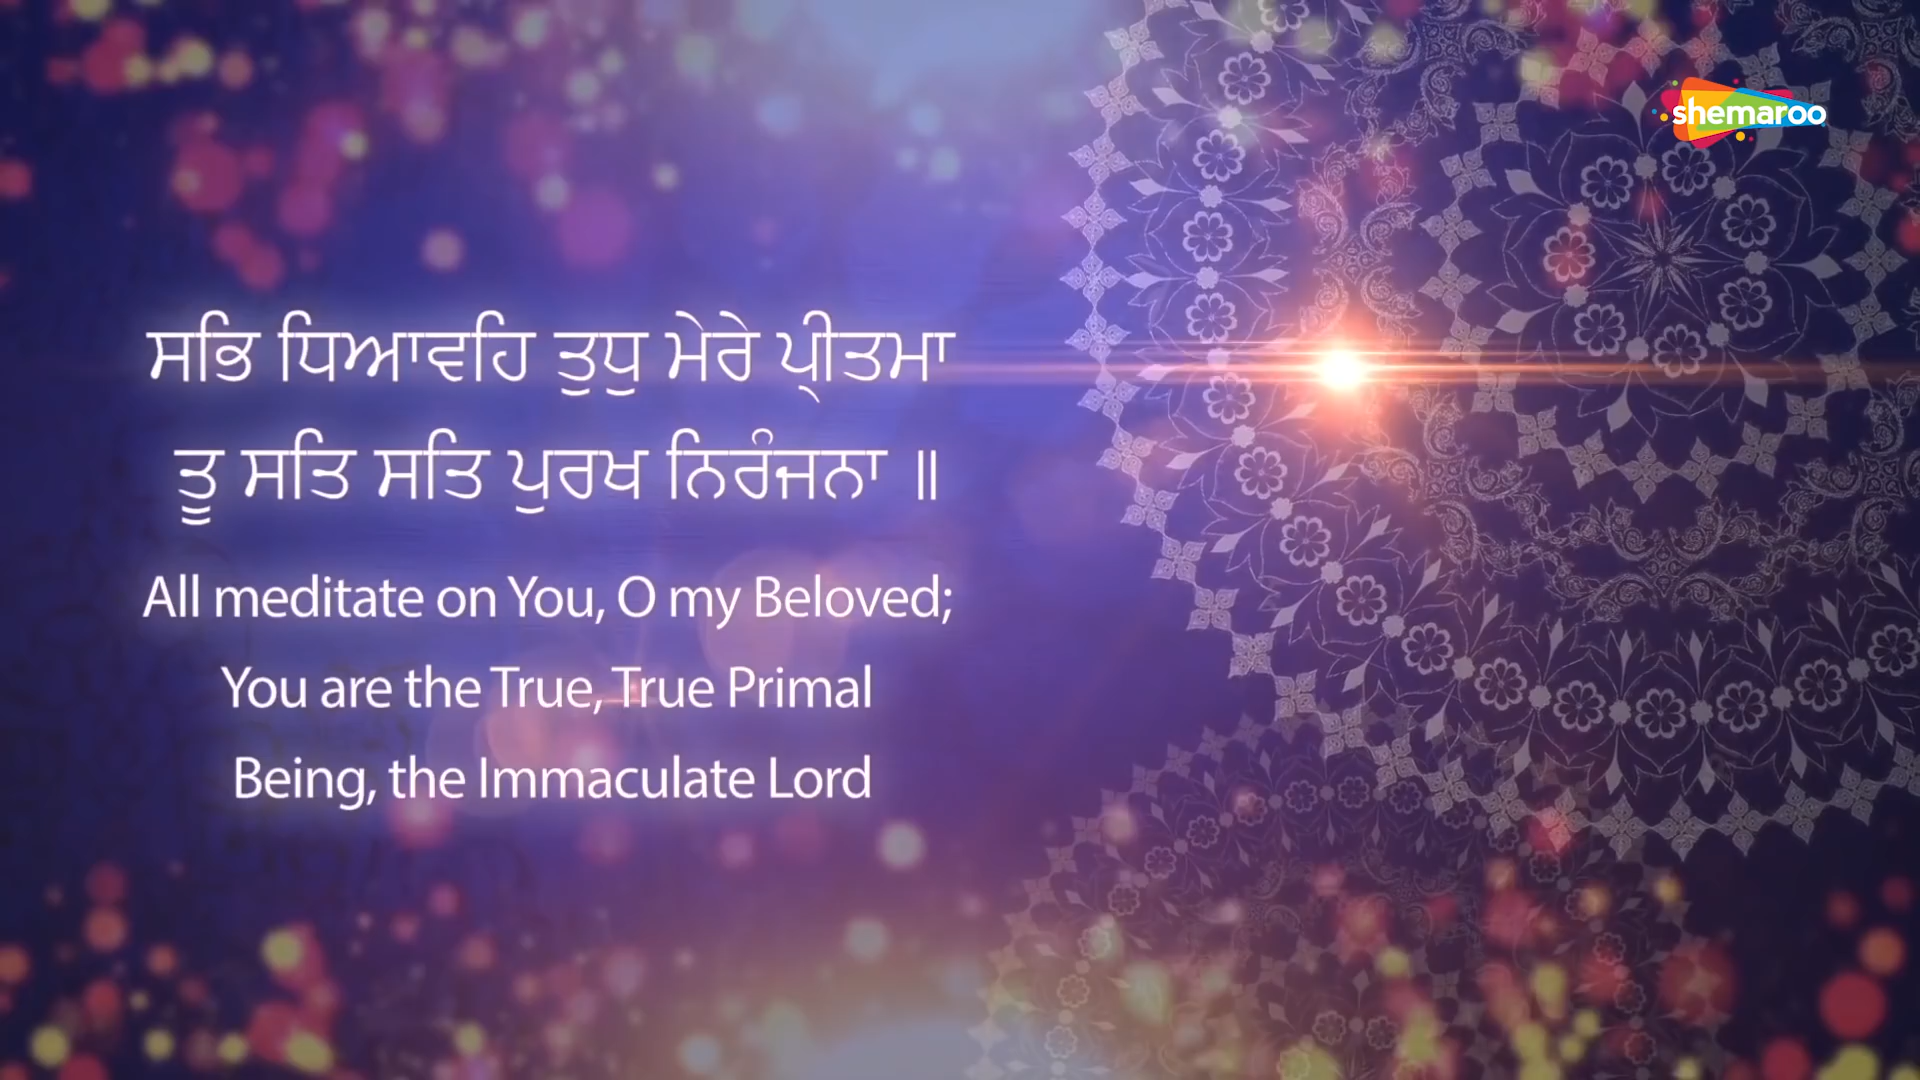 shemaroo
ਸਭਿ ਧਿਆਵਹਿ ਤੁਧੁ ਮੇਰੇ ਪ੍ਰੀਤਮਾ
ਤੂ ਸਤਿ ਸਤਿ ਪੁਰਖ ਨਿਰੰਜਨਾ ॥
All meditate on You, O my Beloved;
You are the True, True Primal
Being, the Immaculate Lord